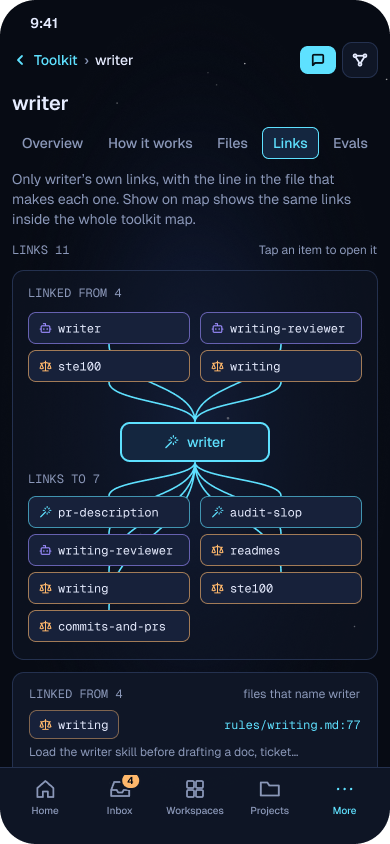 9:41
Toolkit › writer
writer
Overview How it works Files Links Evals
Only writer's own links, with the line in the file that
makes each one. Show on map shows the same links
inside the whole toolkit map.
LINKS 11 Tap an item to open it
LINKED FROM 4
writer writing-reviewer
ste100 writing
writer
LINKS TO 7
pr-description audit-slop
writing-reviewer readmes
writing ste100
commits-and-prs
LINKED FROM 4 files that name writer
writing rules/writing.md:77
Load the writer skill before drafting a doc, ticket…
4
Home Inbox Workspaces Projects More